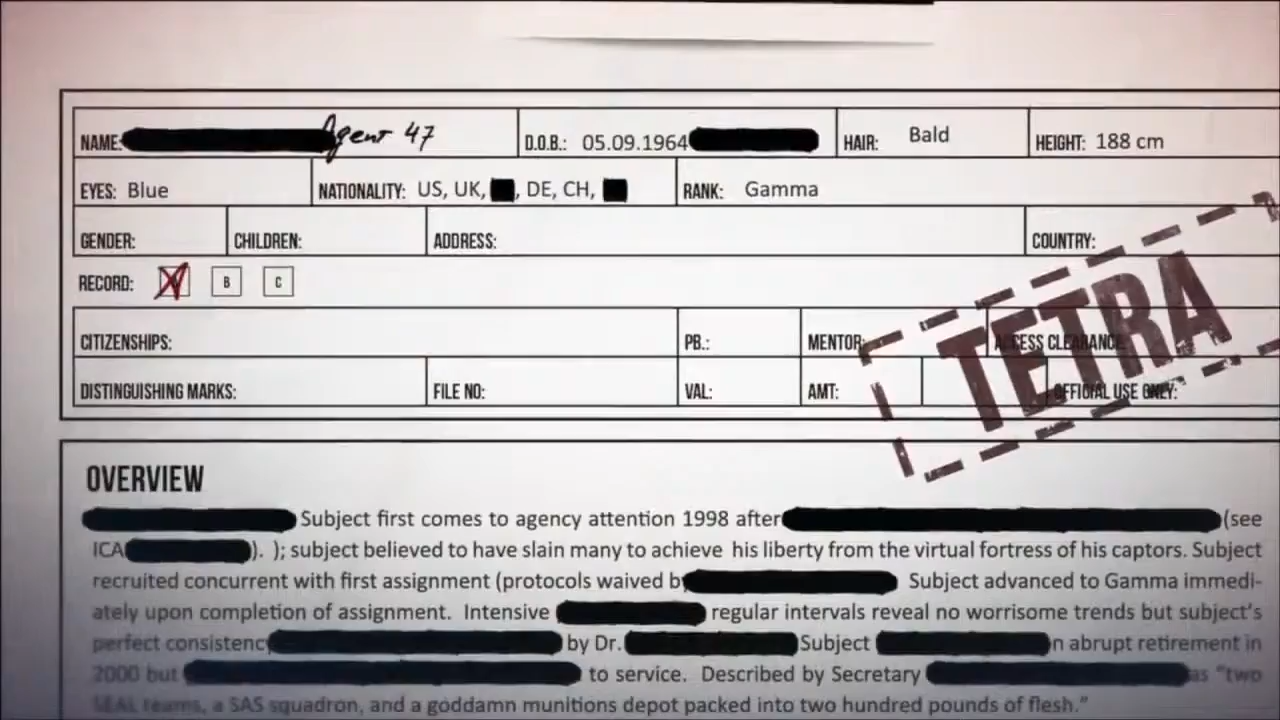 NAME: Agent 47 D.O.B.: 05.09.1964 HAIR: Bald HEIGHT: 188 cm
EYES: Blue NATIONALITY: US, UK, , DE, CH, RANK: Gamma
GENDER: CHILDREN: ADDRESS: COUNTRY:
RECORD: B C
TETRA
CITIZENSHIPS: PB.: MENTOR: ACCESS CLEARANCE:
DISTINGUISHING MARKS: FILE NO: VAL: AMT: OFFICIAL USE ONLY:
OVERVIEW
Subject first comes to agency attention 1998 after (see
ICA ). ); subject believed to have slain many to achieve his liberty from the virtual fortress of his captors. Subject
recruited concurrent with first assignment (protocols waived by Subject advanced to Gamma immedi-
ately upon completion of assignment. Intensive regular intervals reveal no worrisome trends but subject's
perfect consistency by Dr. Subject n abrupt retirement in
2000 but to service. Described by Secretary as "two
SEAL teams, a SAS squadron, and a goddamn munitions depot packed into two hundred pounds of flesh."